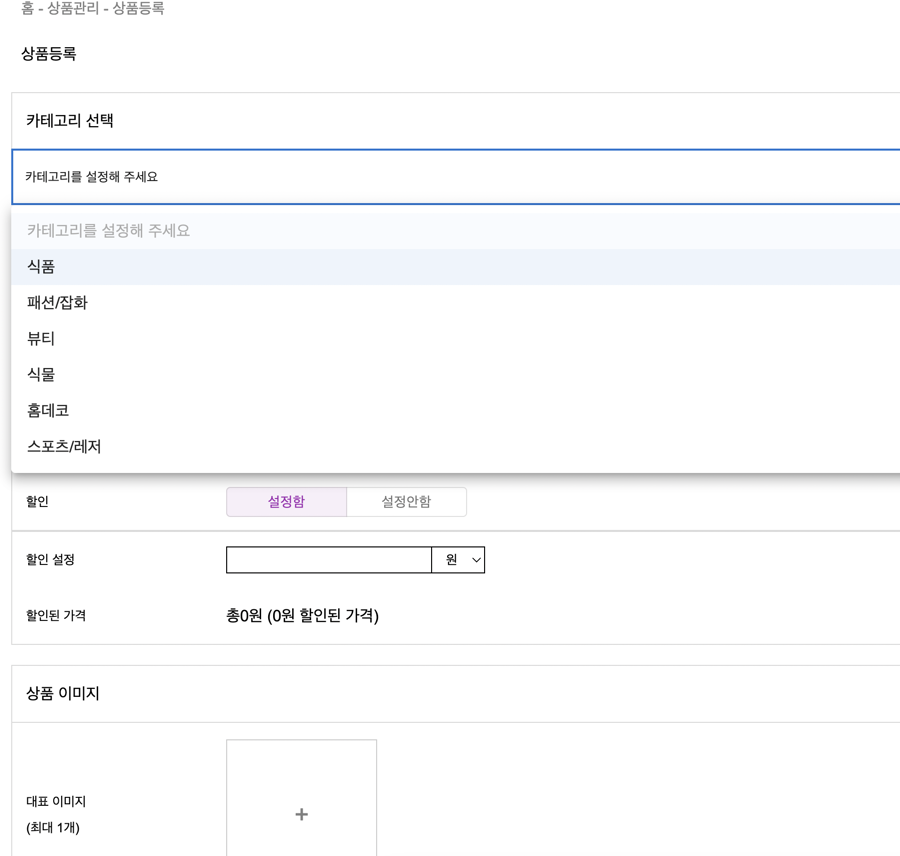 홈 - 상품관리 - 상품등록
상품등록
카테고리 선택
카테고리를 설정해 주세요
카테고리를 설정해 주세요
식품
패션/잡화
뷰티
식물
홈데코
스포츠/레저
할인 설정함 설정안함
할인 설정 원
할인된 가격 총0원 (0원 할인된 가격)
상품 이미지
대표 이미지
(최대 1개)
+